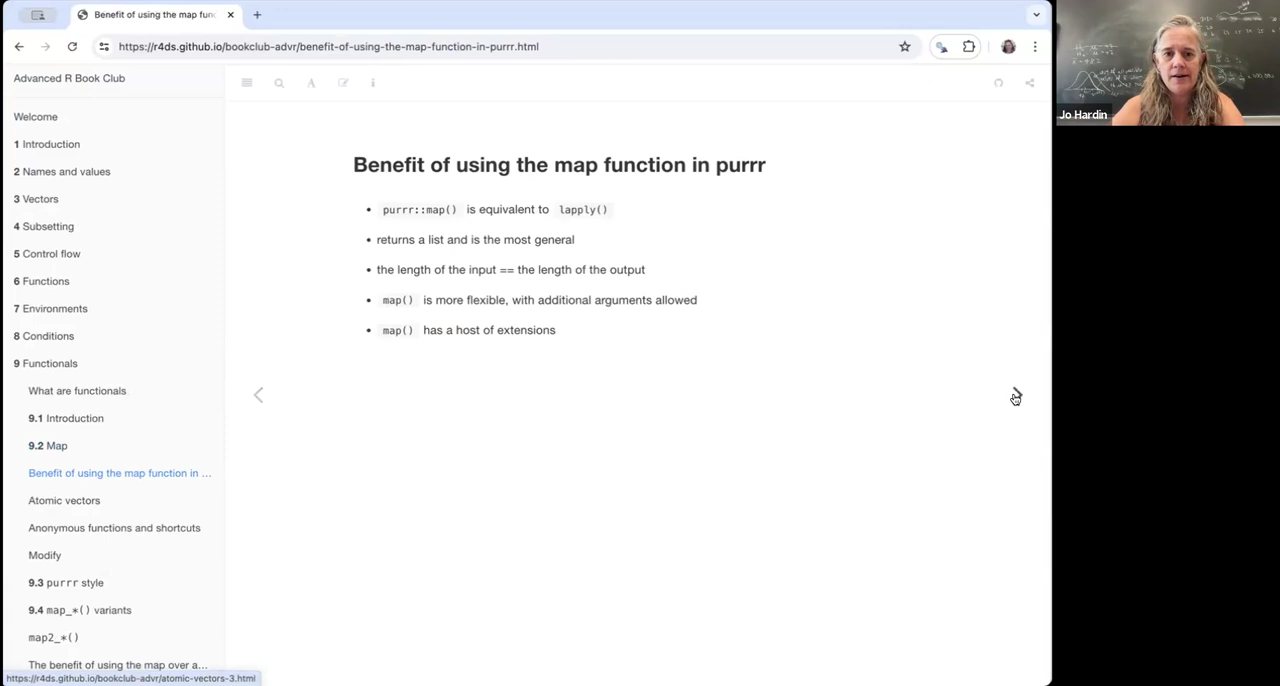 Benefit of using the map func
https://r4ds.github.io/bookclub-advr/benefit-of-using-the-map-function-in-purrr.html
Advanced R Book Club
Welcome
1 Introduction
2 Names and values
3 Vectors
4 Subsetting
5 Control flow
6 Functions
7 Environments
8 Conditions
9 Functionals
What are functionals
9.1 Introduction
9.2 Map
Benefit of using the map function in ...
Atomic vectors
Anonymous functions and shortcuts
Modify
9.3 purrr style
9.4 map_*() variants
map2_*()
The benefit of using the map over a...
https://r4ds.github.io/bookclub-advr/atomic-vectors-3.html
Benefit of using the map function in purrr
• purrr::map() is equivalent to lapply()
• returns a list and is the most general
• the length of the input == the length of the output
• map() is more flexible, with additional arguments allowed
• map() has a host of extensions
Jo Hardin